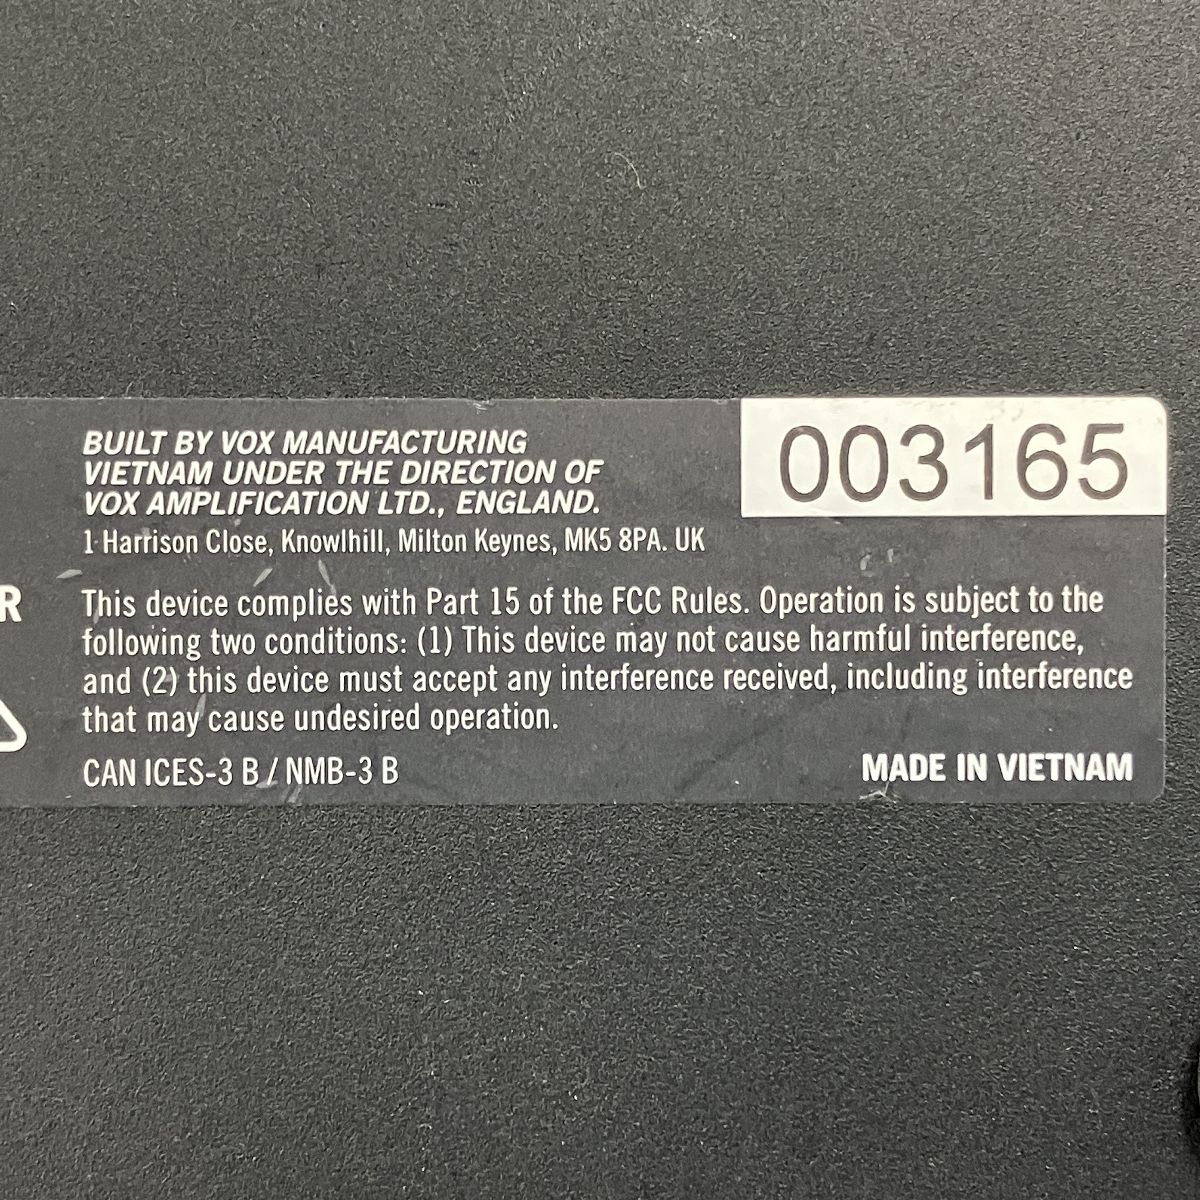 BUILT BY VOX MANUFACTURING
VIETNAM UNDER THE DIRECTION OF
VOX AMPLIFICATION LTD., ENGLAND.
1 Harrison Close, Knowlhill, Milton Keynes, MK5 8PA. UK
003165
R
This device complies with Part 15 of the FCC Rules. Operation is subject to the
following two conditions: (1) This device may not cause harmful interference,
and (2) this device must accept any interference received, including interference
that may cause undesired operation.
CAN ICES-3 B / NMB-3 B
MADE IN VIETNAM